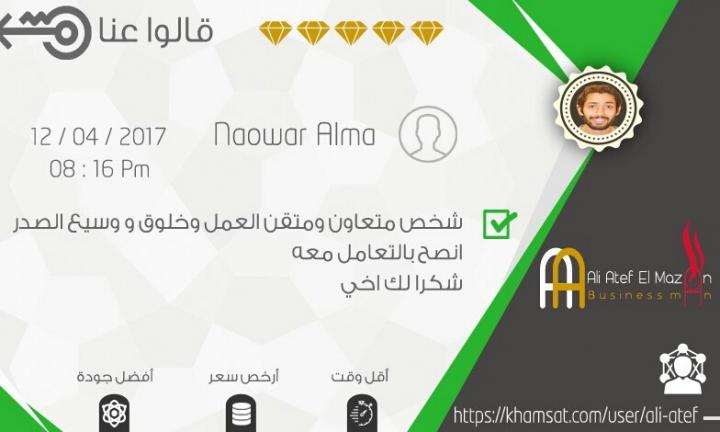 قالوا عنا
Naowar Alma
12 / 04 / 2017
08 : 16 Pm
شخص متعاون ومتقن العمل وخلوق و وسيع الصدر
انصح بالتعامل معه
شكرا لك اخي
Ali Atef El Mazon
Business man
أقل وقت
أرخص سعر
أفضل جودة
https://khamsat.com/user/ali-atef